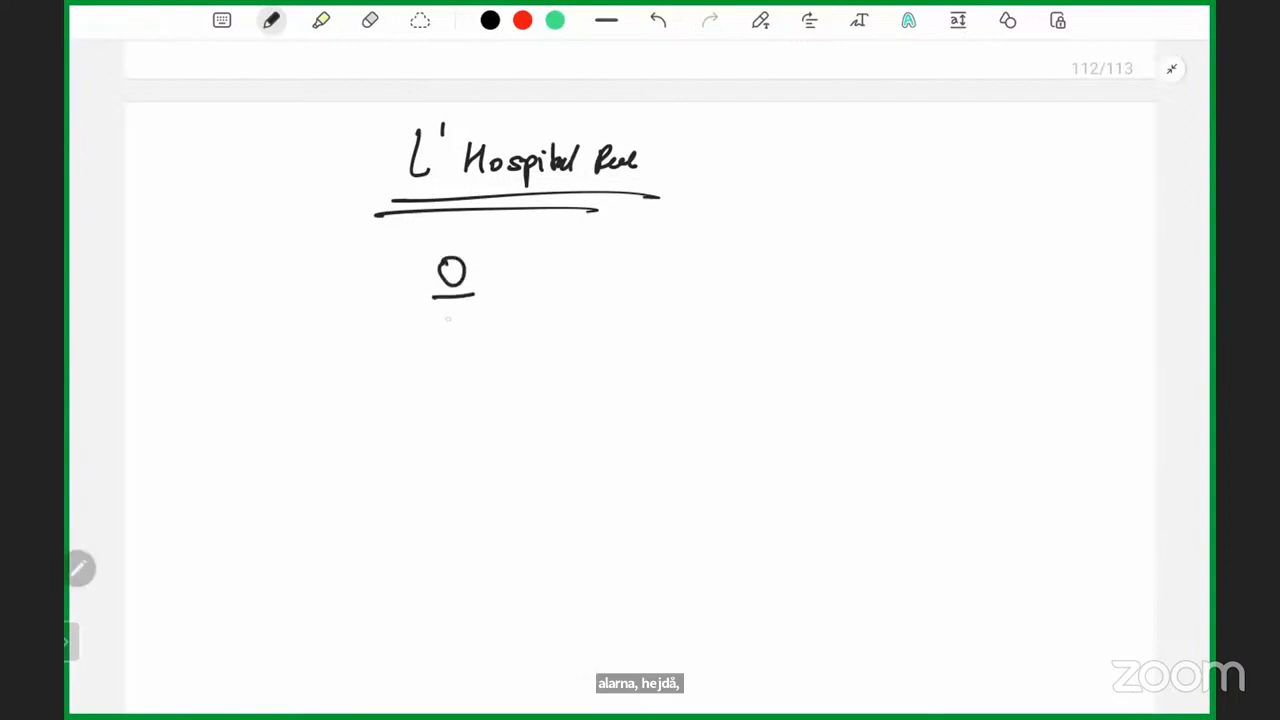 112/113
L' Hospital Rule
0
alarna, hejdå,
zoom